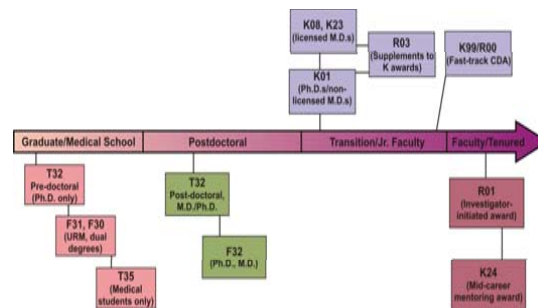 K08, K23
(licensed M.D.s)
R03
(Supplements to
K awards)
K99/R00
(Fast-track CDA)
K01
(Ph.D.s/non-
licensed M.D.s)
Graduate/Medical School
Postdoctoral
Transition/Jr. Faculty
Faculty/Tenured
T32
Pre-doctoral
(Ph.D. only)
T32
Post-doctoral,
M.D./Ph.D.
R01
(Investigator-
initiated award)
F31, F30
(URM, dual
degrees)
F32
(Ph.D., M.D.)
T35
(Medical
students only)
K24
(Mid-career
mentoring award)